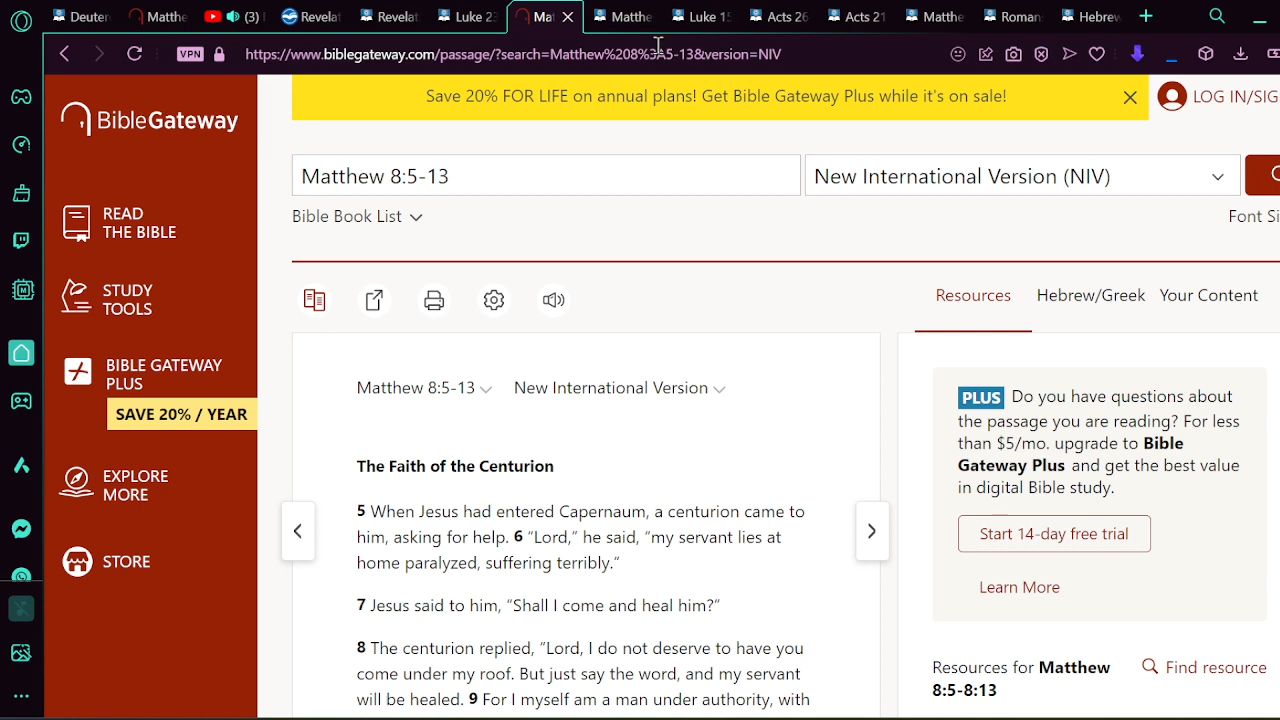 Deutero
Matthe
(3)
Revelat
Revelat
Luke 23
Mat
Matthe
Luke 15
Acts 26
Acts 21
Matthe
Roman
Hebrew
VPN
https://www.biblegateway.com/passage/?search=Matthew%208%3A5-13&version=NIV
Save 20% FOR LIFE on annual plans! Get Bible Gateway Plus while it's on sale!
LOG IN/SIG
BibleGateway
Matthew 8:5-13
New International Version (NIV)
Bible Book List
Font Si
READ
THE BIBLE
STUDY
TOOLS
BIBLE GATEWAY
PLUS
SAVE 20% / YEAR
EXPLORE
MORE
STORE
Resources
Hebrew/Greek
Your Content
Matthew 8:5-13
New International Version
The Faith of the Centurion
5 When Jesus had entered Capernaum, a centurion came to
him, asking for help. 6 “Lord,” he said, “my servant lies at
home paralyzed, suffering terribly.”
7 Jesus said to him, “Shall I come and heal him?”
8 The centurion replied, “Lord, I do not deserve to have you
come under my roof. But just say the word, and my servant
will be healed. 9 For I myself am a man under authority, with
PLUS Do you have questions about
the passage you are reading? For less
than $5/mo. upgrade to Bible
Gateway Plus and get the best value
in digital Bible study.
Start 14-day free trial
Learn More
Resources for Matthew
8:5-8:13
Find resource